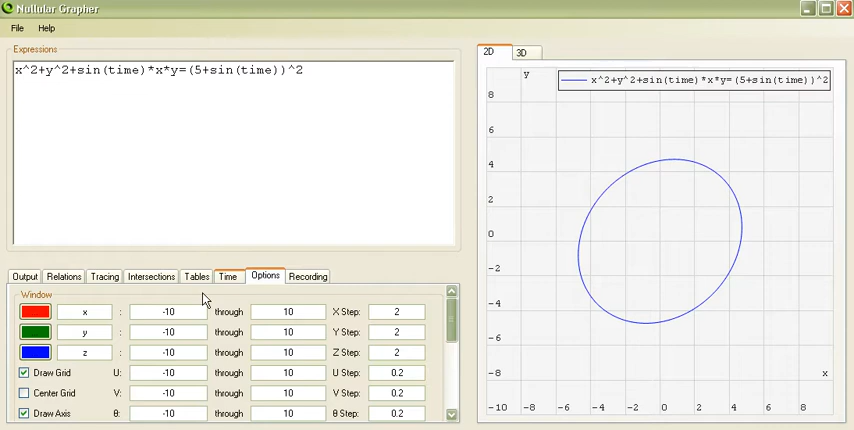 Nullular Grapher
File Help
Expressions
x^2+y^2+sin(time)*x*y=(5+sin(time))^2
Output Relations Tracing Intersections Tables Time Options Recording
Window
x : -10 through 10 X Step: 2
y : -10 through 10 Y Step: 2
z : -10 through 10 Z Step: 2
Draw Grid U: -10 through 10 U Step: 0.2
Center Grid V: -10 through 10 V Step: 0.2
Draw Axis θ: -10 through 10 θ Step: 0.2
2D 3D
y
x^2+y^2+sin(time)*x*y=(5+sin(time))^2
8
6
4
2
0
-2
-4
-6
-8
x
-10 -8 -6 -4 -2 0 2 4 6 8